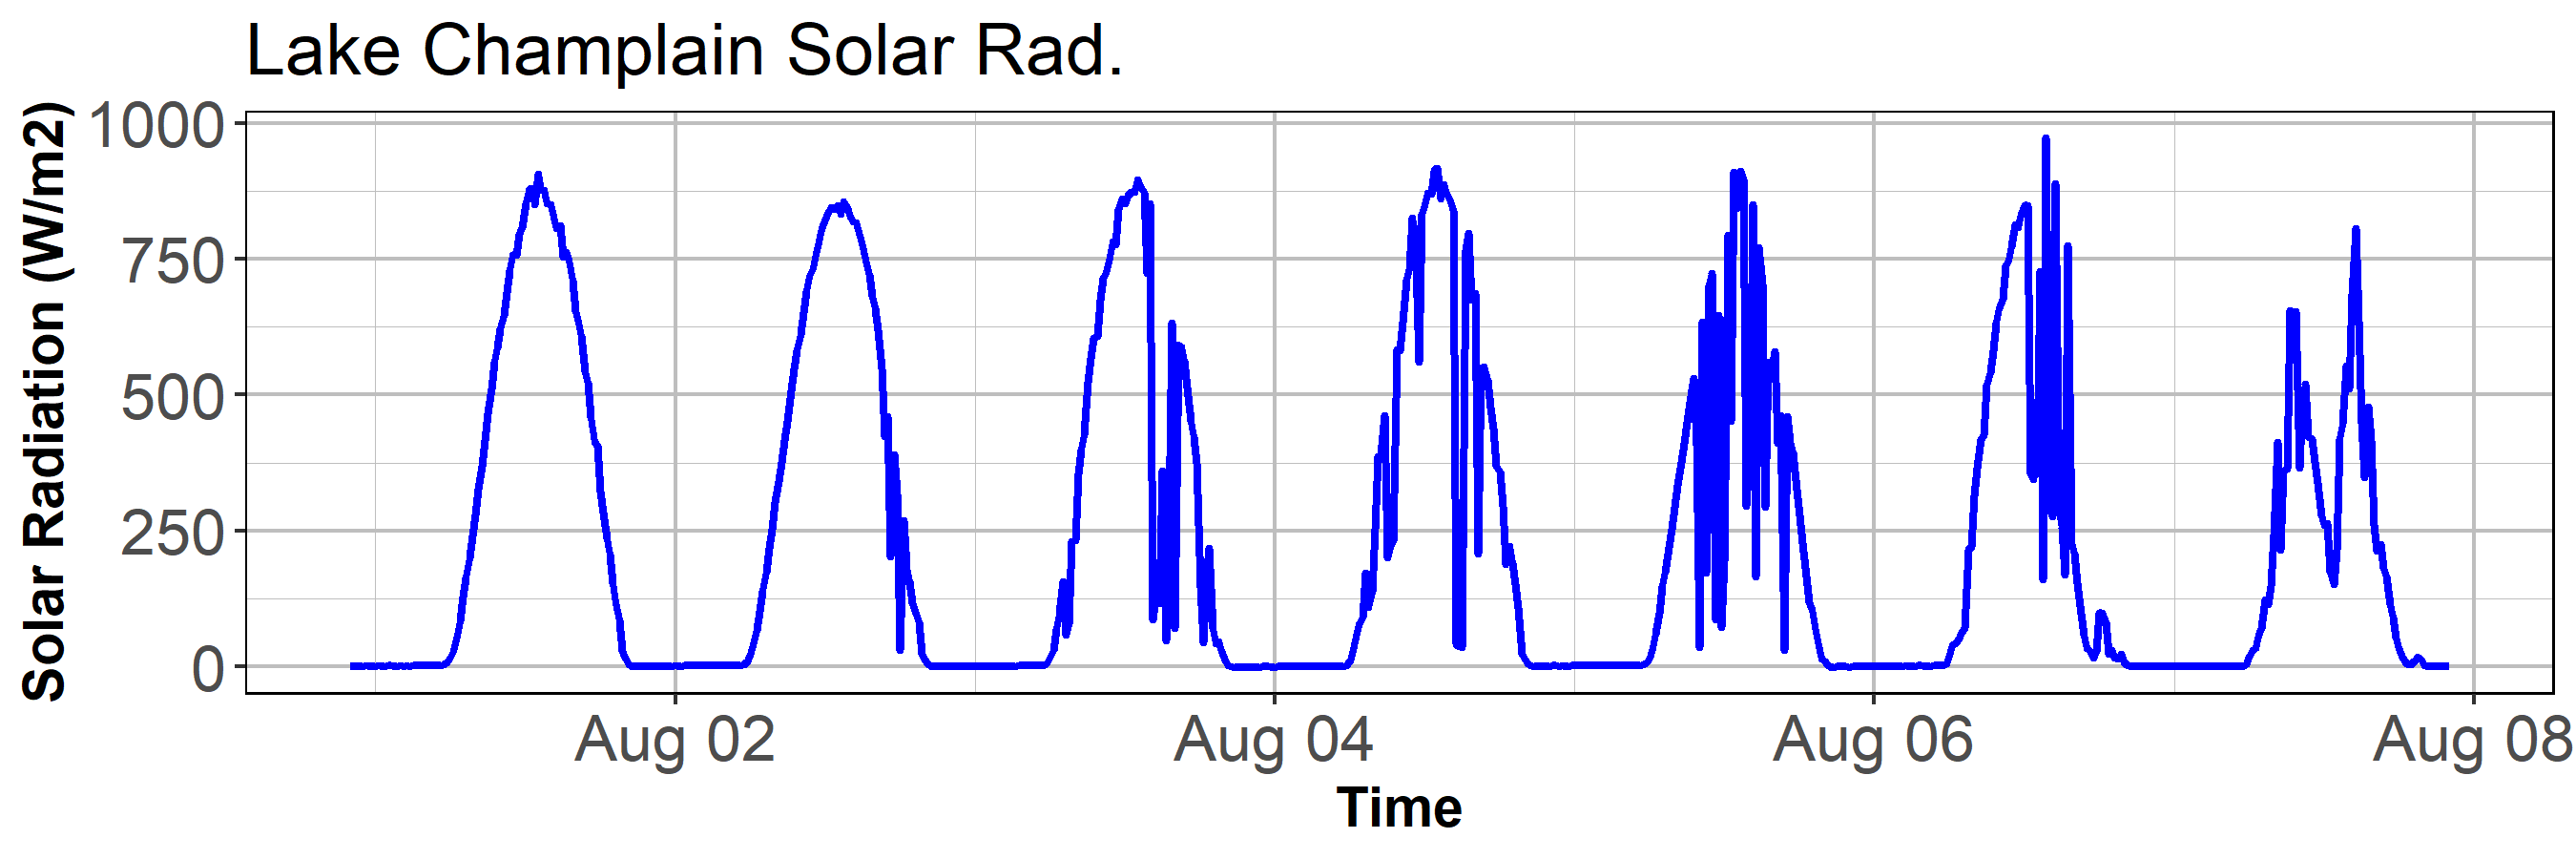 Lake Champlain Solar Rad.
Solar Radiation (W/m2)
1000
750
500
250
0
Aug 02
Aug 04
Aug 06
Aug 08
Time